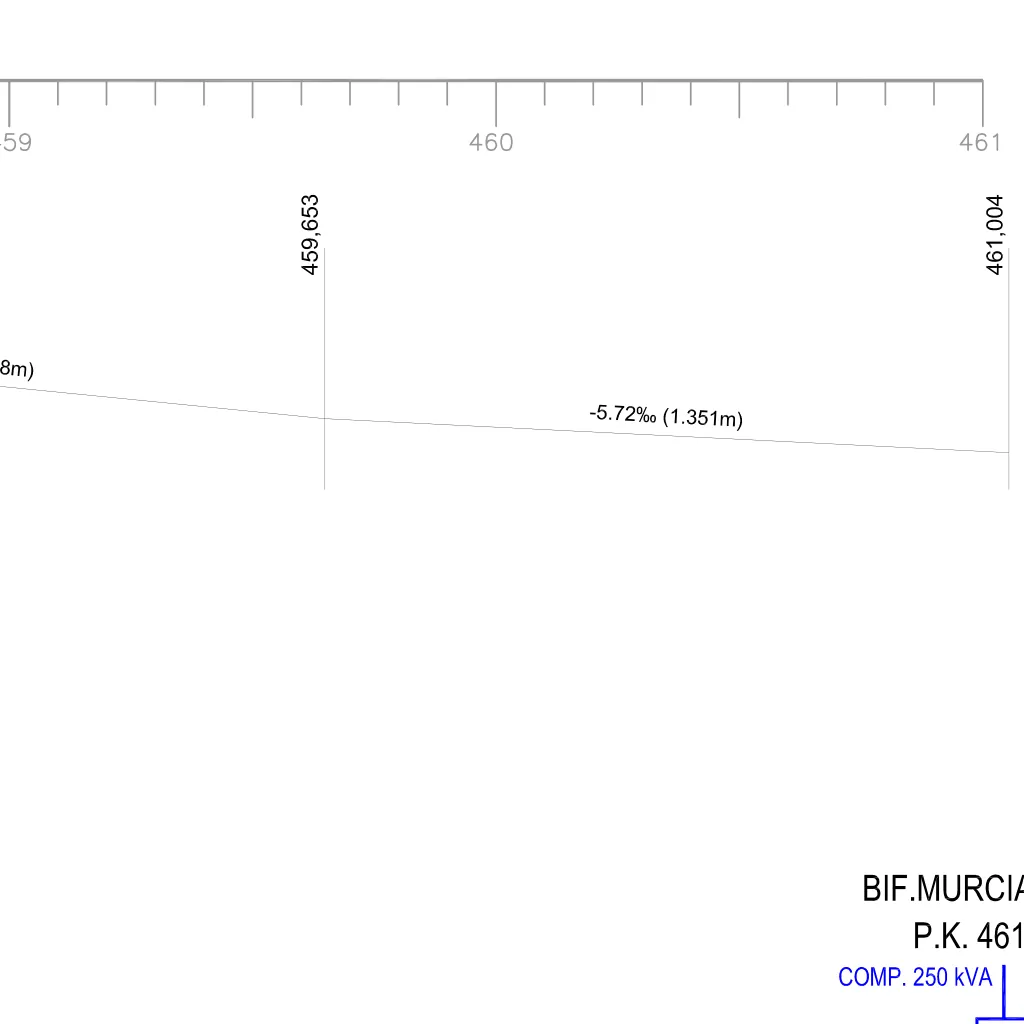 459
460
461
459,653
461,004
8m)
-5.72‰ (1.351m)
BIF.MURCIA
P.K. 461
COMP. 250 kVA